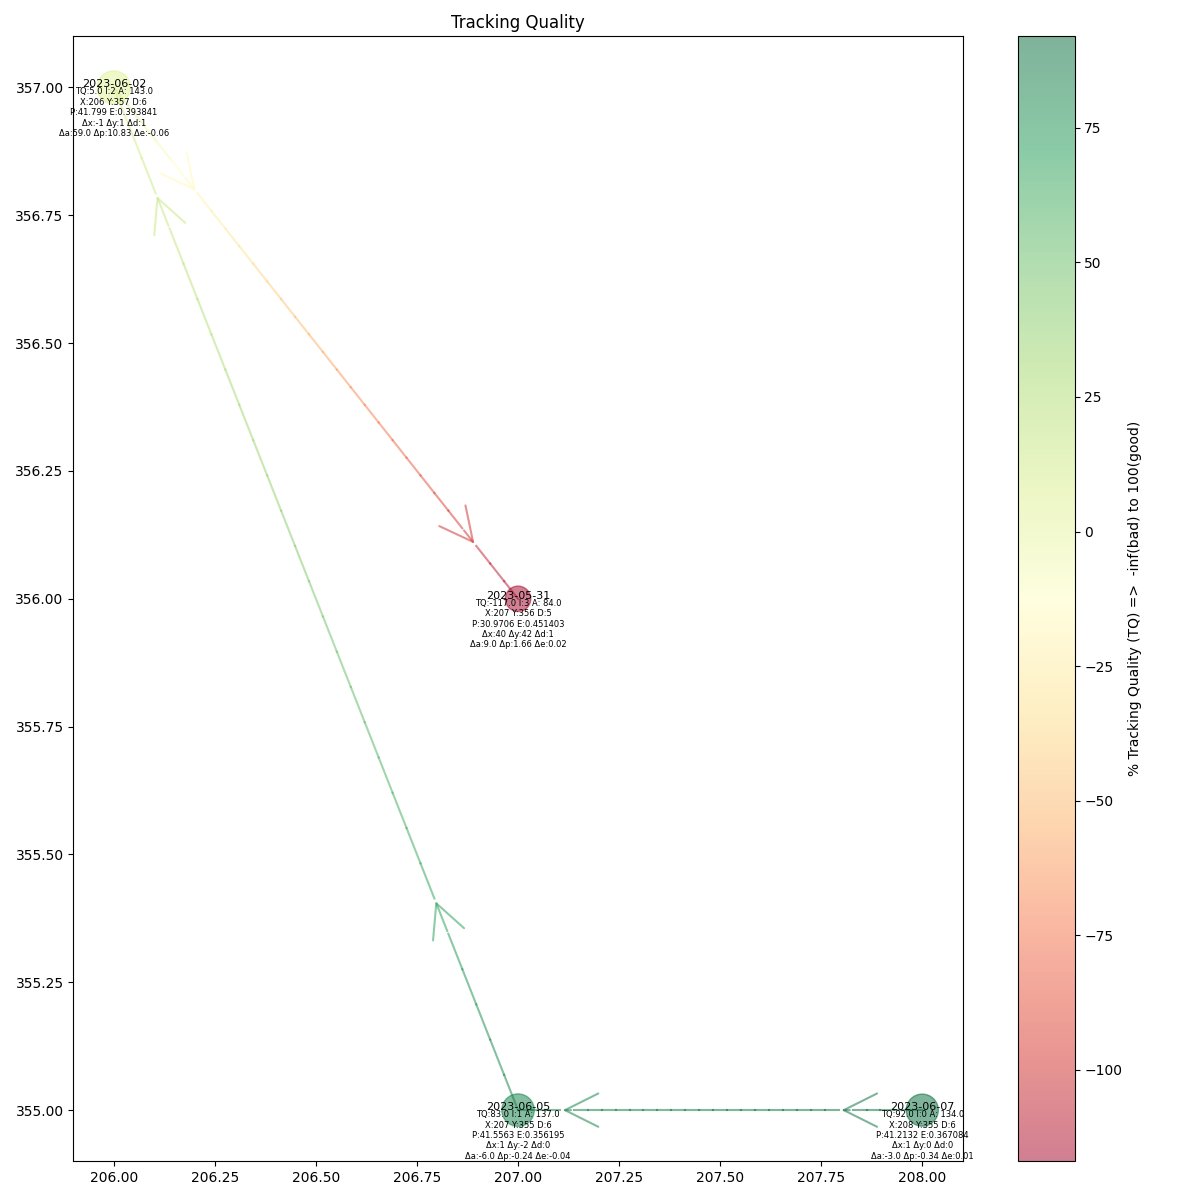 Tracking Quality
357.00
356.75
356.50
356.25
356.00
355.75
355.50
355.25
355.00
2023-06-02
TQ:5.0 I:2 A: 143.0
X:206 Y:357 D:6
P:41.799 E:0.393841
Δx:-1 Δy:1 Δd:1
Δa:59.0 Δp:10.83 Δe:-0.06
2023-05-31
TQ:-117.0 I:3 A: 84.0
X:207 Y:356 D:5
P:30.9706 E:0.451403
Δx:40 Δy:42 Δd:1
Δa:9.0 Δp:1.66 Δe:0.02
2023-06-05
TQ:83.0 I:1 A: 137.0
X:207 Y:355 D:6
P:41.5563 E:0.356195
Δx:1 Δy:-2 Δd:0
Δa:-6.0 Δp:-0.24 Δe:-0.04
2023-06-07
TQ:92.0 I:0 A: 134.0
X:208 Y:355 D:6
P:41.2132 E:0.367084
Δx:1 Δy:0 Δd:0
Δa:-3.0 Δp:-0.34 Δe:0.01
206.00 206.25 206.50 206.75 207.00 207.25 207.50 207.75 208.00
75
50
25
0
−25
−50
−75
−100
% Tracking Quality (TQ) => -inf(bad) to 100(good)